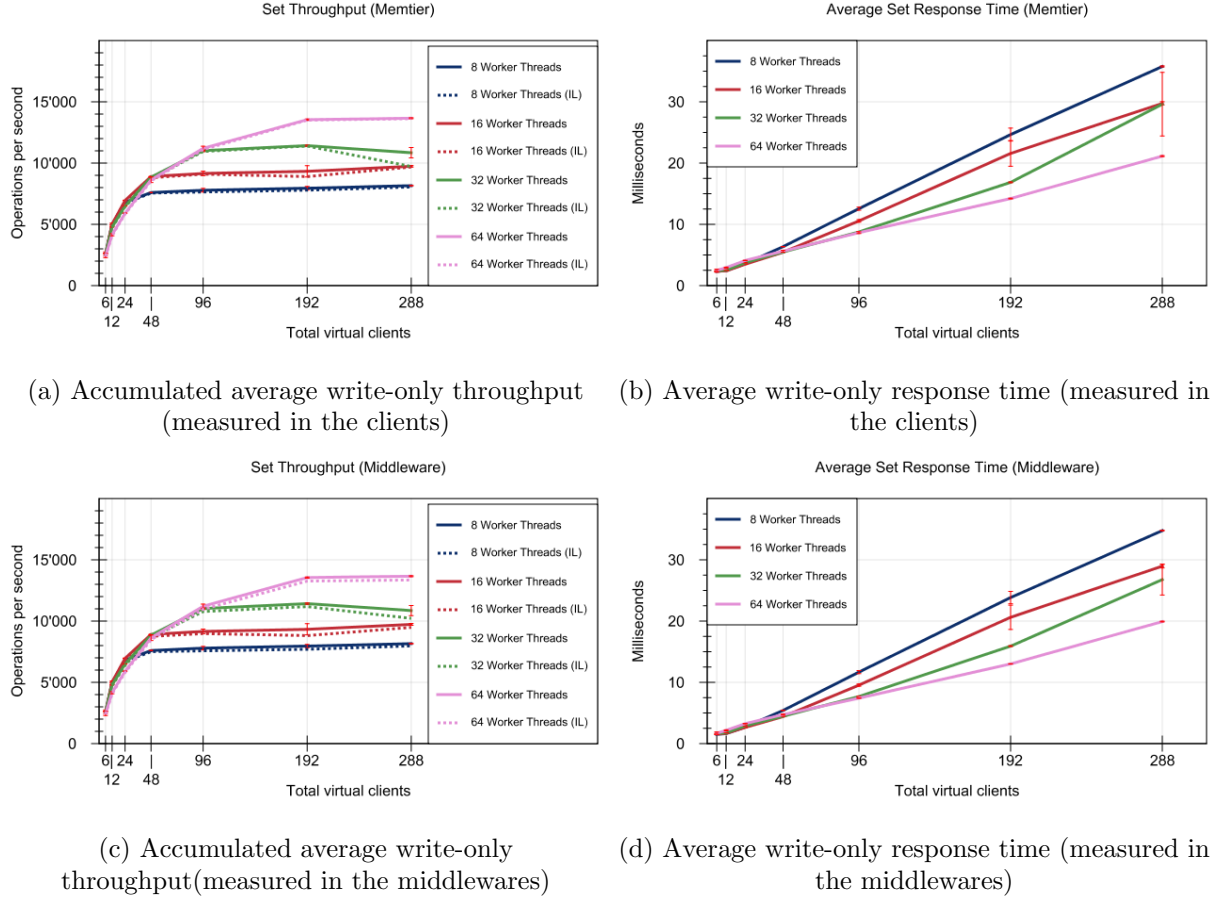 Set Throughput (Memtier)
Operations per second
15'000
10'000
5'000
0
8 Worker Threads
8 Worker Threads (IL)
16 Worker Threads
16 Worker Threads (IL)
32 Worker Threads
32 Worker Threads (IL)
64 Worker Threads
64 Worker Threads (IL)
6 | 24 | 96 192 288
12 48
Total virtual clients
Average Set Response Time (Memtier)
Milliseconds
30
20
10
0
8 Worker Threads
16 Worker Threads
32 Worker Threads
64 Worker Threads
6 | 24 | 96 192 288
12 48
Total virtual clients
(a) Accumulated average write-only throughput
(measured in the clients)
(b) Average write-only response time (measured in
the clients)
Set Throughput (Middleware)
Operations per second
15'000
10'000
5'000
0
8 Worker Threads
8 Worker Threads (IL)
16 Worker Threads
16 Worker Threads (IL)
32 Worker Threads
32 Worker Threads (IL)
64 Worker Threads
64 Worker Threads (IL)
6 | 24 | 96 192 288
12 48
Total virtual clients
Average Set Response Time (Middleware)
Milliseconds
30
20
10
0
8 Worker Threads
16 Worker Threads
32 Worker Threads
64 Worker Threads
6 | 24 | 96 192 288
12 48
Total virtual clients
(c) Accumulated average write-only
throughput(measured in the middlewares)
(d) Average write-only response time (measured in
the middlewares)